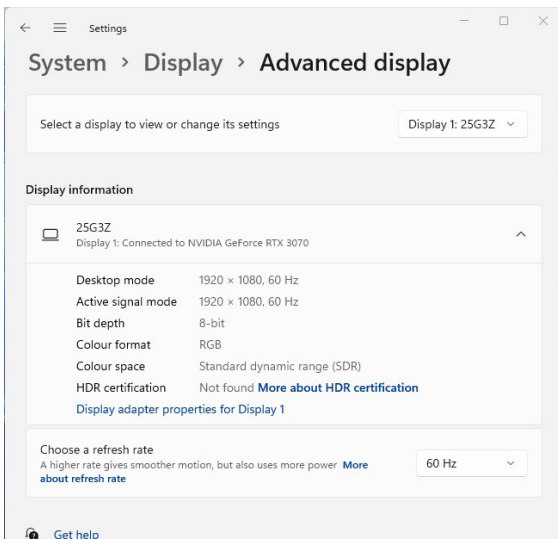 Settings
System > Display > Advanced display
Select a display to view or change its settings
Display 1: 25G3Z
Display information
25G3Z
Display 1: Connected to NVIDIA GeForce RTX 3070
Desktop mode 1920 × 1080, 60 Hz
Active signal mode 1920 × 1080, 60 Hz
Bit depth 8-bit
Colour format RGB
Colour space Standard dynamic range (SDR)
HDR certification Not found More about HDR certification
Display adapter properties for Display 1
Choose a refresh rate
A higher rate gives smoother motion, but also uses more power More
about refresh rate
60 Hz
Get help